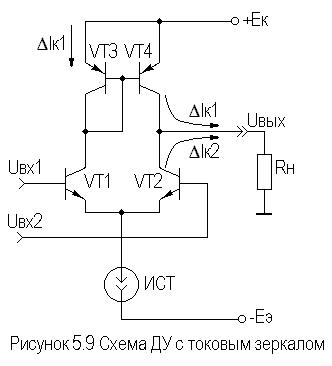 +Eк
ΔIк1
VT3
VT4
ΔIк1
Uвых
ΔIк2
Rн
Uвх1
VT1
VT2
Uвх2
ИСТ
-Eэ
Рисунок 5.9 Схема ДУ с токовым зеркалом